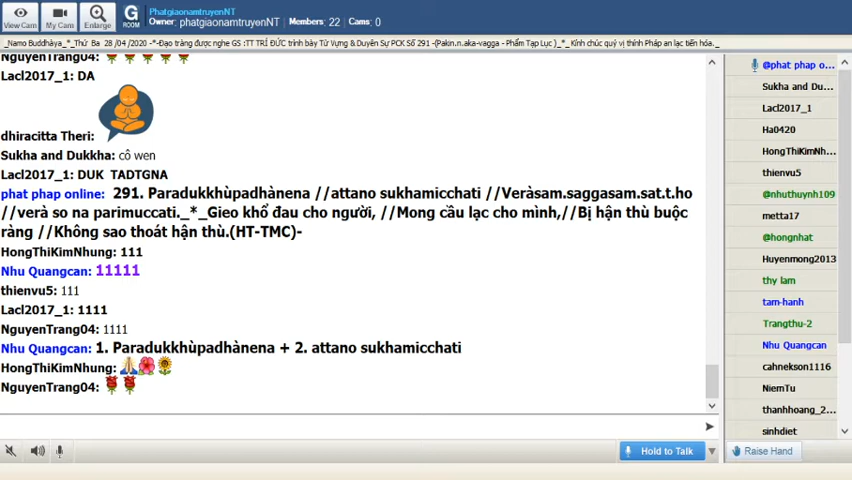 View Cam
My Cam
Enlarge
G
ROOM
PhatgiaonamtruyenNT
Owner: phatgiaonamtruyenNT | Members: 22 | Cams: 0
_Namo Buddhàya_*_Thứ Ba 28 /04 /2020 -*-Đạo tràng được nghe GS :TT TRÍ ĐỨC trình bày Từ Vựng & Duyên Sự PCK Số 291 -(Pakin.n.aka-vagga - Phẩm Tạp Lục )_*_ Kính chúc quý vị thính Pháp an lạc tiến hóa._
NguyenTrang04:
Lacl2017_1: DA
dhiracitta Theri:
Sukha and Dukkha: cô wen
Lacl2017_1: DUK TADTGNA
phat phap online: 291. Paradukkhùpadhànena //attano sukhamicchati //Veràsam.saggasam.sat.t.ho
//verà so na parimuccati._*_Gieo khổ đau cho người, //Mong cầu lạc cho mình,//Bị hận thù buộc
ràng //Không sao thoát hận thù.(HT-TMC)-
HongThiKimNhung: 111
Nhu Quangcan: 11111
thienvu5: 111
Lacl2017_1: 1111
NguyenTrang04: 1111
Nhu Quangcan: 1. Paradukkhùpadhànena + 2. attano sukhamicchati
HongThiKimNhung:
NguyenTrang04:
Hold to Talk
@phat phap o...
Sukha and Du...
Lacl2017_1
Ha0420
HongThiKimNh...
thienvu5
@nhuthuynh109
metta17
@hongnhat
Huyenmong2013
thy lam
tam-hanh
Trangthu-2
Nhu Quangcan
cahnekson1116
NiemTu
thanhhoang_2...
sinhdiet
Raise Hand